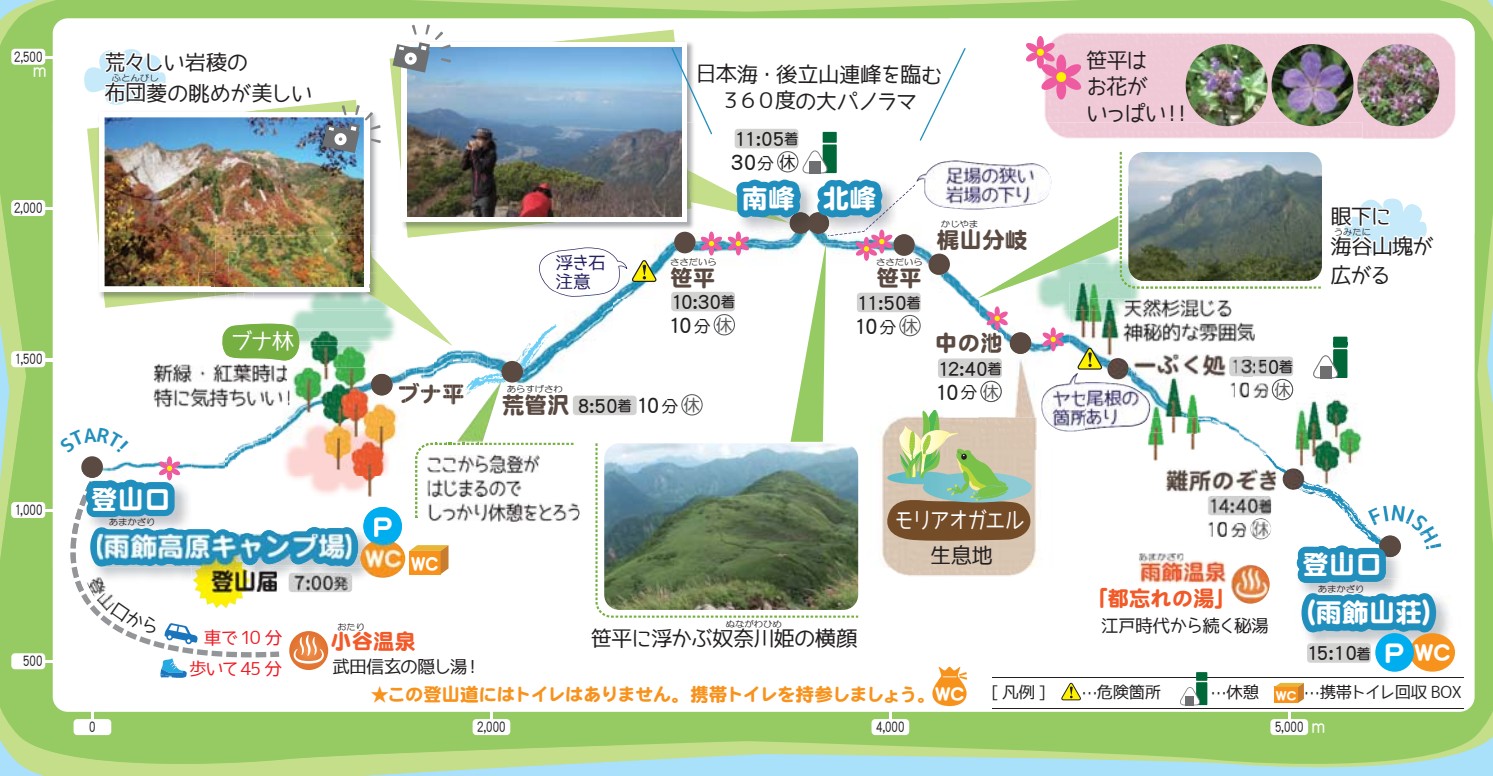 2,500
m
2,000
1,500
1,000
500
0
2,000
4,000
5,000 m
荒々しい岩稜の
ふとんびし
布団菱の眺めが美しい
日本海・後立山連峰を臨む
360度の大パノラマ
笹平は
お花が
いっぱい!!
11:05着
30分 休
南峰
北峰
足場の狭い
岩場の下り
かじやま
梶山分岐
眼下に
うみたに
海谷山塊が
広がる
浮き石
注意
ささだいら
笹平
10:30着
10分 休
ささだいら
笹平
11:50着
10分 休
天然杉混じる
神秘的な雰囲気
ブナ林
新緑・紅葉時は
特に気持ちいい!
ブナ平
あらすげさわ
荒菅沢 8:50着 10分 休
中の池
12:40着
10分 休
一ぷく処 13:50着
10分 休
ヤセ尾根の
箇所あり
START!
登山口
あまかざり
(雨飾高原キャンプ場)
P
WC
WC
登山届 7:00発
ここから急登が
はじまるので
しっかり休憩をとろう
モリアオガエル
生息地
難所のぞき
14:40着
10分 休
FINISH!
登山口
あまかざり
(雨飾山荘)
15:10着 P WC
あまかざり
雨飾温泉
「都忘れの湯」
江戸時代から続く秘湯
登山口から
車で10分
歩いて45分
おたり
小谷温泉
武田信玄の隠し湯!
ぬながわひめ
笹平に浮かぶ奴奈川姫の横顔
★この登山道にはトイレはありません。携帯トイレを持参しましょう。 WC
[凡例] …危険箇所 …休憩 WC…携帯トイレ回収BOX